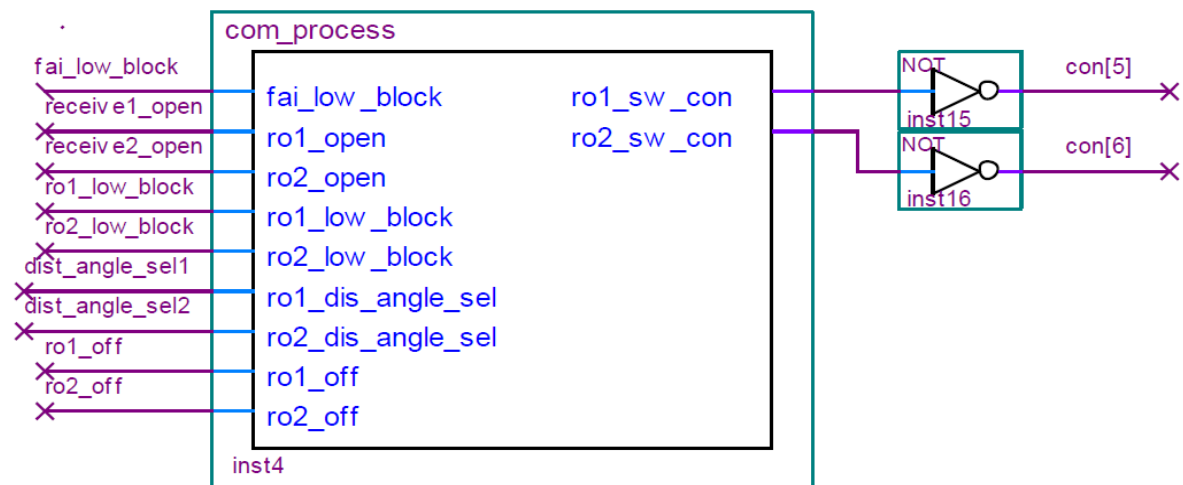 com_process
fai_low_block
receive1_open
receive2_open
ro1_low_block
ro2_low_block
dist_angle_sel1
dist_angle_sel2
ro1_off
ro2_off
fai_low_block
ro1_open
ro2_open
ro1_low_block
ro2_low_block
ro1_dis_angle_sel
ro2_dis_angle_sel
ro1_off
ro2_off
ro1_sw_con
ro2_sw_con
inst4
NOT
inst15
con[5]
NOT
inst16
con[6]